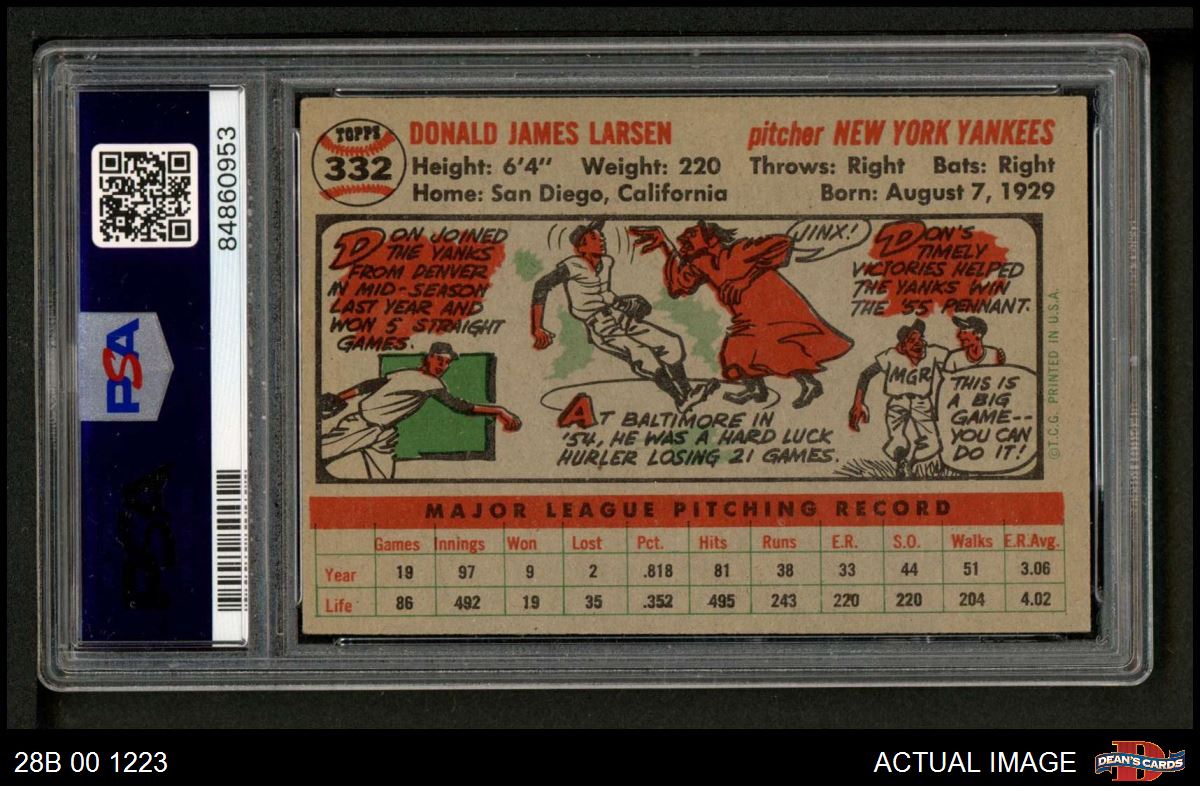 84860953
PSA
PSA
TOPPS
332
DONALD JAMES LARSEN
pitcher NEW YORK YANKEES
Height: 6'4" Weight: 220 Throws: Right Bats: Right
Home: San Diego, California
Born: August 7, 1929
DON JOINED
THE YANKS
FROM DENVER
IN MID-SEASON
LAST YEAR AND
WON 5 STRAIGHT
GAMES.
JINX!
AT BALTIMORE IN
'54, HE WAS A HARD LUCK
HURLER LOSING 21 GAMES.
DON'S
TIMELY
VICTORIES HELPED
THE YANKS WIN
THE '55 PENNANT.
MGR
THIS IS
A BIG
GAME--
YOU CAN
DO IT!
©T.C.G. PRINTED IN U.S.A.
MAJOR LEAGUE PITCHING RECORD
Games Innings Won Lost Pct. Hits Runs E.R. S.O. Walks E.R.Avg.
Year 19 97 9 2 .818 81 38 33 44 51 3.06
Life 86 492 19 35 .352 495 243 220 220 204 4.02
28B 00 1223
ACTUAL IMAGE
DEAN'S CARDS